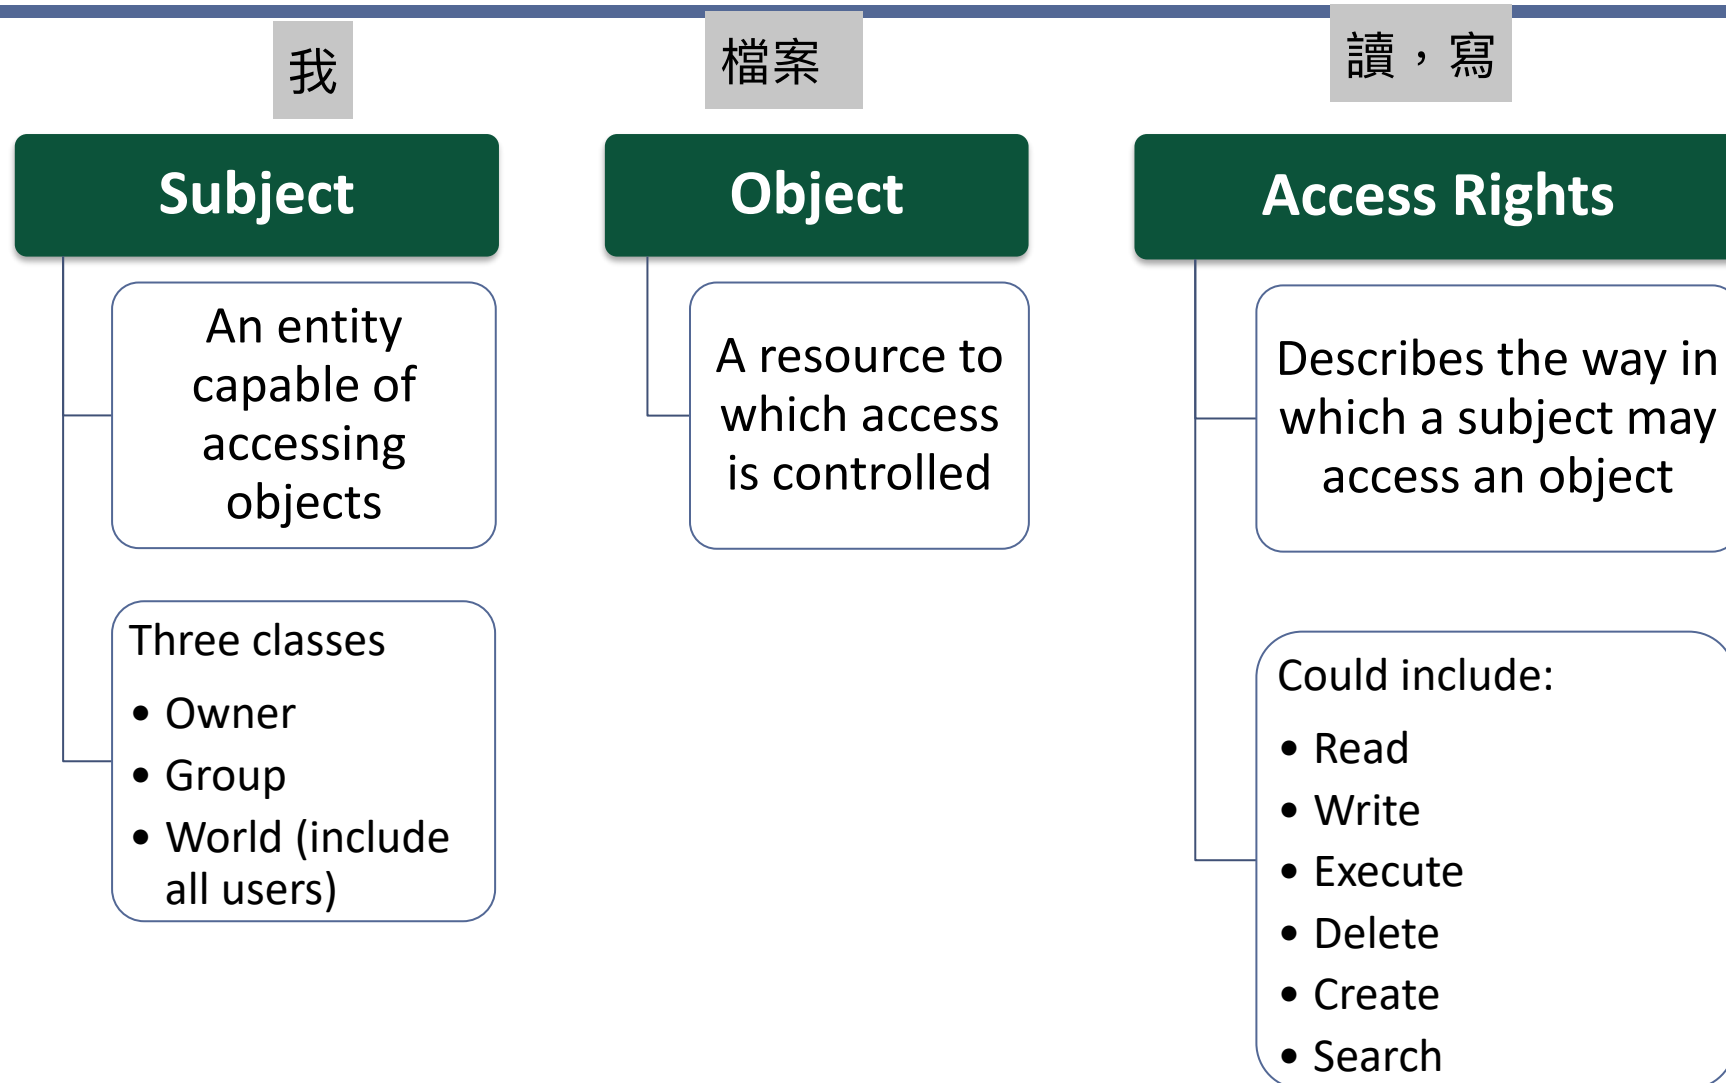 我
檔案
讀，寫
Subject
Object
Access Rights
An entity
capable of
accessing
objects
A resource to
which access
is controlled
Describes the way in
which a subject may
access an object
Three classes
• Owner
• Group
• World (include
all users)
Could include:
• Read
• Write
• Execute
• Delete
• Create
• Search